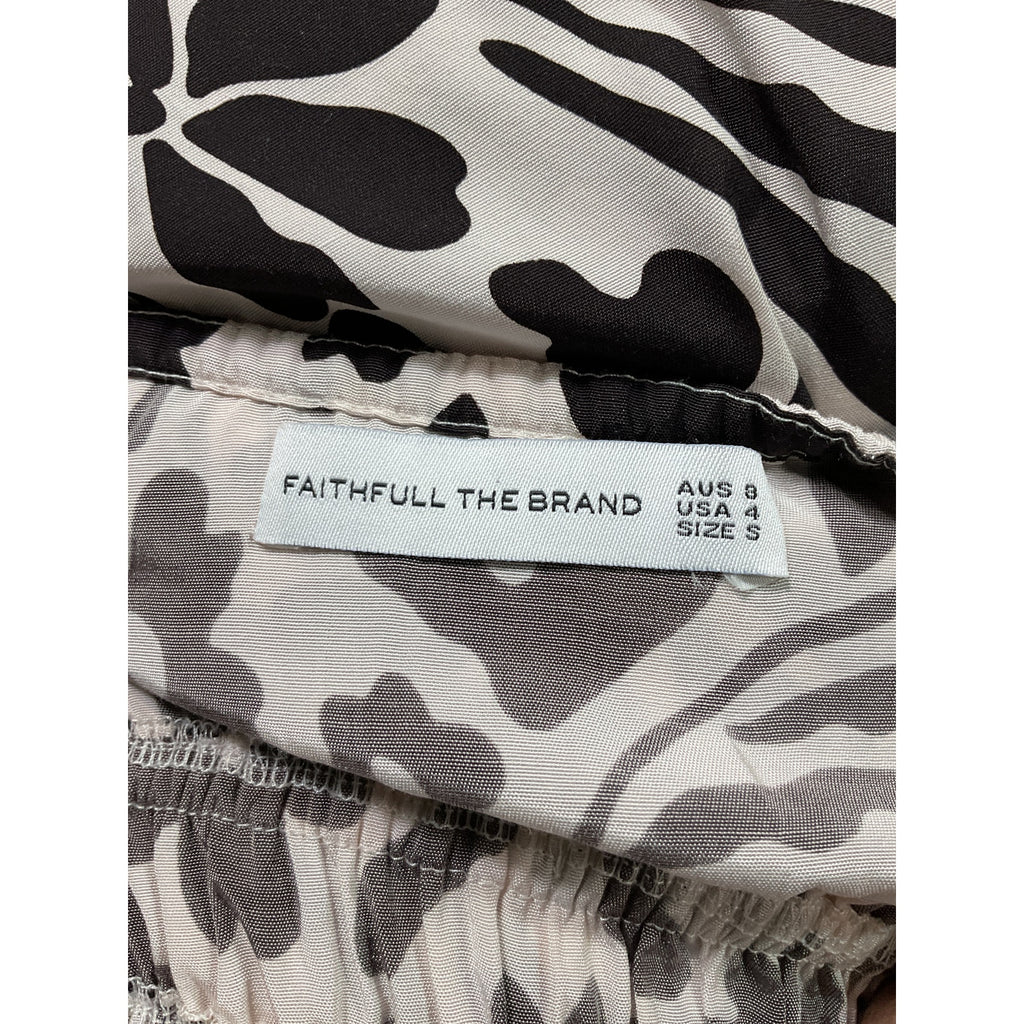 FAITHFULL THE BRAND
AUS 8
USA 4
SIZE S